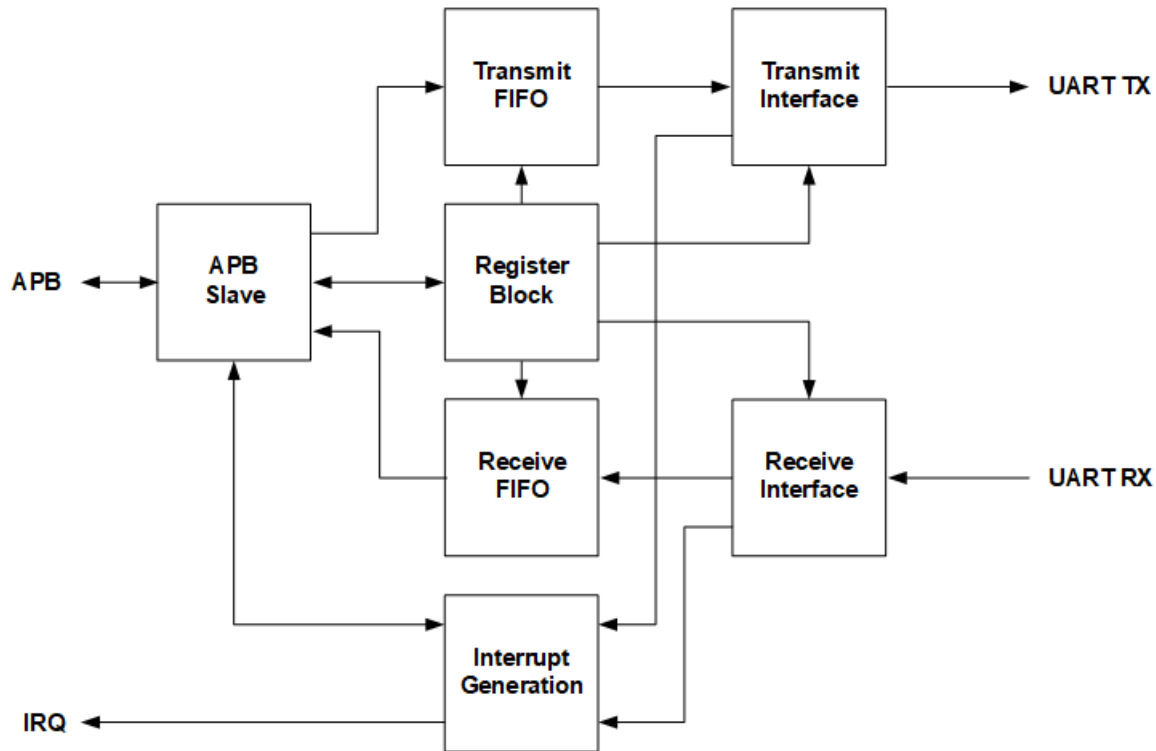 Transmit
FIFO
Transmit
Interface
UART TX
APB
APB
Slave
Register
Block
Receive
FIFO
Receive
Interface
UART RX
Interrupt
Generation
IRQ